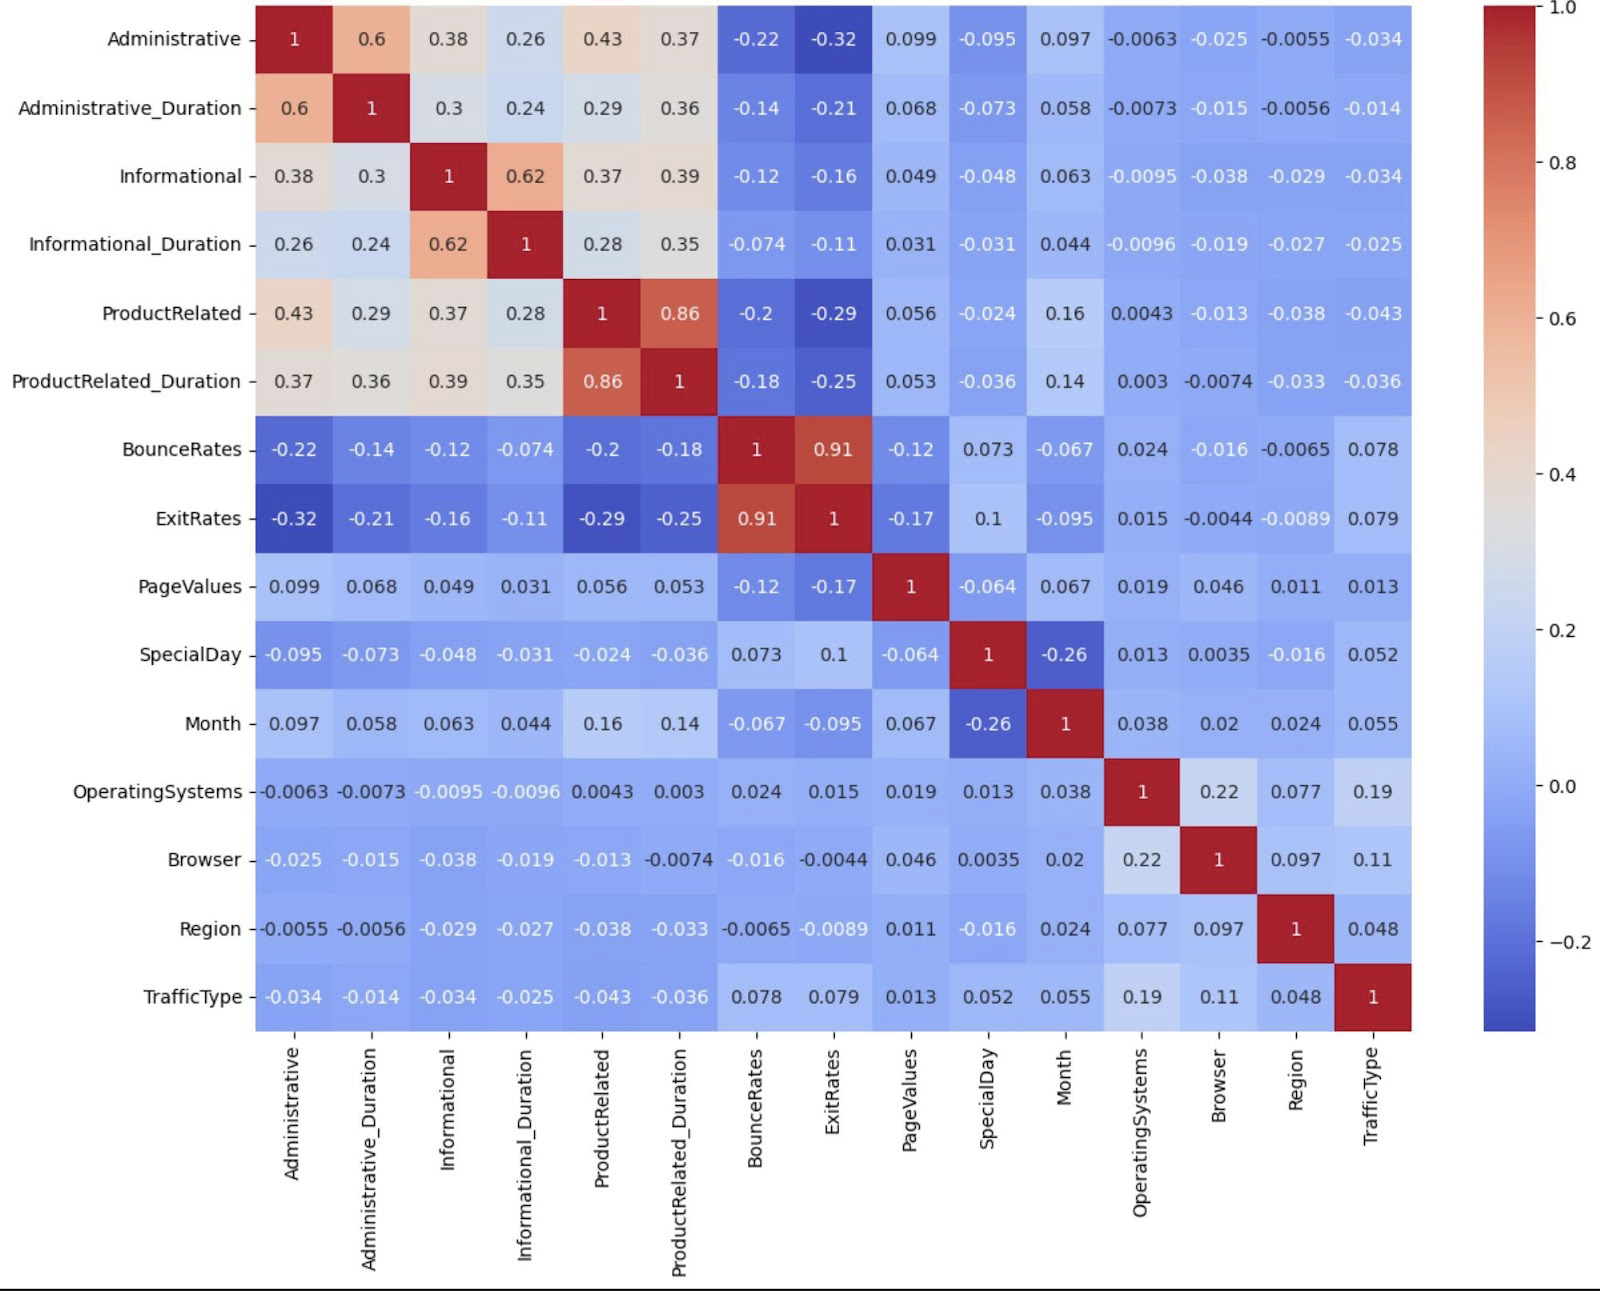 Administrative 1 0.6 0.38 0.26 0.43 0.37 -0.22 -0.32 0.099 -0.095 0.097 -0.0063 -0.025 -0.0055 -0.034
Administrative_Duration 0.6 1 0.3 0.24 0.29 0.36 -0.14 -0.21 0.068 -0.073 0.058 -0.0073 -0.015 -0.0056 -0.014
Informational 0.38 0.3 1 0.62 0.37 0.39 -0.12 -0.16 0.049 -0.048 0.063 -0.0095 -0.038 -0.029 -0.034
Informational_Duration 0.26 0.24 0.62 1 0.28 0.35 -0.074 -0.11 0.031 -0.031 0.044 -0.0096 -0.019 -0.027 -0.025
ProductRelated 0.43 0.29 0.37 0.28 1 0.86 -0.2 -0.29 0.056 -0.024 0.16 0.0043 -0.013 -0.038 -0.043
ProductRelated_Duration 0.37 0.36 0.39 0.35 0.86 1 -0.18 -0.25 0.053 -0.036 0.14 0.003 -0.0074 -0.033 -0.036
BounceRates -0.22 -0.14 -0.12 -0.074 -0.2 -0.18 1 0.91 -0.12 0.073 -0.067 0.024 -0.016 -0.0065 0.078
ExitRates -0.32 -0.21 -0.16 -0.11 -0.29 -0.25 0.91 1 -0.17 0.1 -0.095 0.015 -0.0044 -0.0089 0.079
PageValues 0.099 0.068 0.049 0.031 0.056 0.053 -0.12 -0.17 1 -0.064 0.067 0.019 0.046 0.011 0.013
SpecialDay -0.095 -0.073 -0.048 -0.031 -0.024 -0.036 0.073 0.1 -0.064 1 -0.26 0.013 0.0035 -0.016 0.052
Month 0.097 0.058 0.063 0.044 0.16 0.14 -0.067 -0.095 0.067 -0.26 1 0.038 0.02 0.024 0.055
OperatingSystems -0.0063 -0.0073 -0.0095 -0.0096 0.0043 0.003 0.024 0.015 0.019 0.013 0.038 1 0.22 0.077 0.19
Browser -0.025 -0.015 -0.038 -0.019 -0.013 -0.0074 -0.016 -0.0044 0.046 0.0035 0.02 0.22 1 0.097 0.11
Region -0.0055 -0.0056 -0.029 -0.027 -0.038 -0.033 -0.0065 -0.0089 0.011 -0.016 0.024 0.077 0.097 1 0.048
TrafficType -0.034 -0.014 -0.034 -0.025 -0.043 -0.036 0.078 0.079 0.013 0.052 0.055 0.19 0.11 0.048 1
Administrative
Administrative_Duration
Informational
Informational_Duration
ProductRelated
ProductRelated_Duration
BounceRates
ExitRates
PageValues
SpecialDay
Month
OperatingSystems
Browser
Region
TrafficType
1.0
0.8
0.6
0.4
0.2
0.0
−0.2